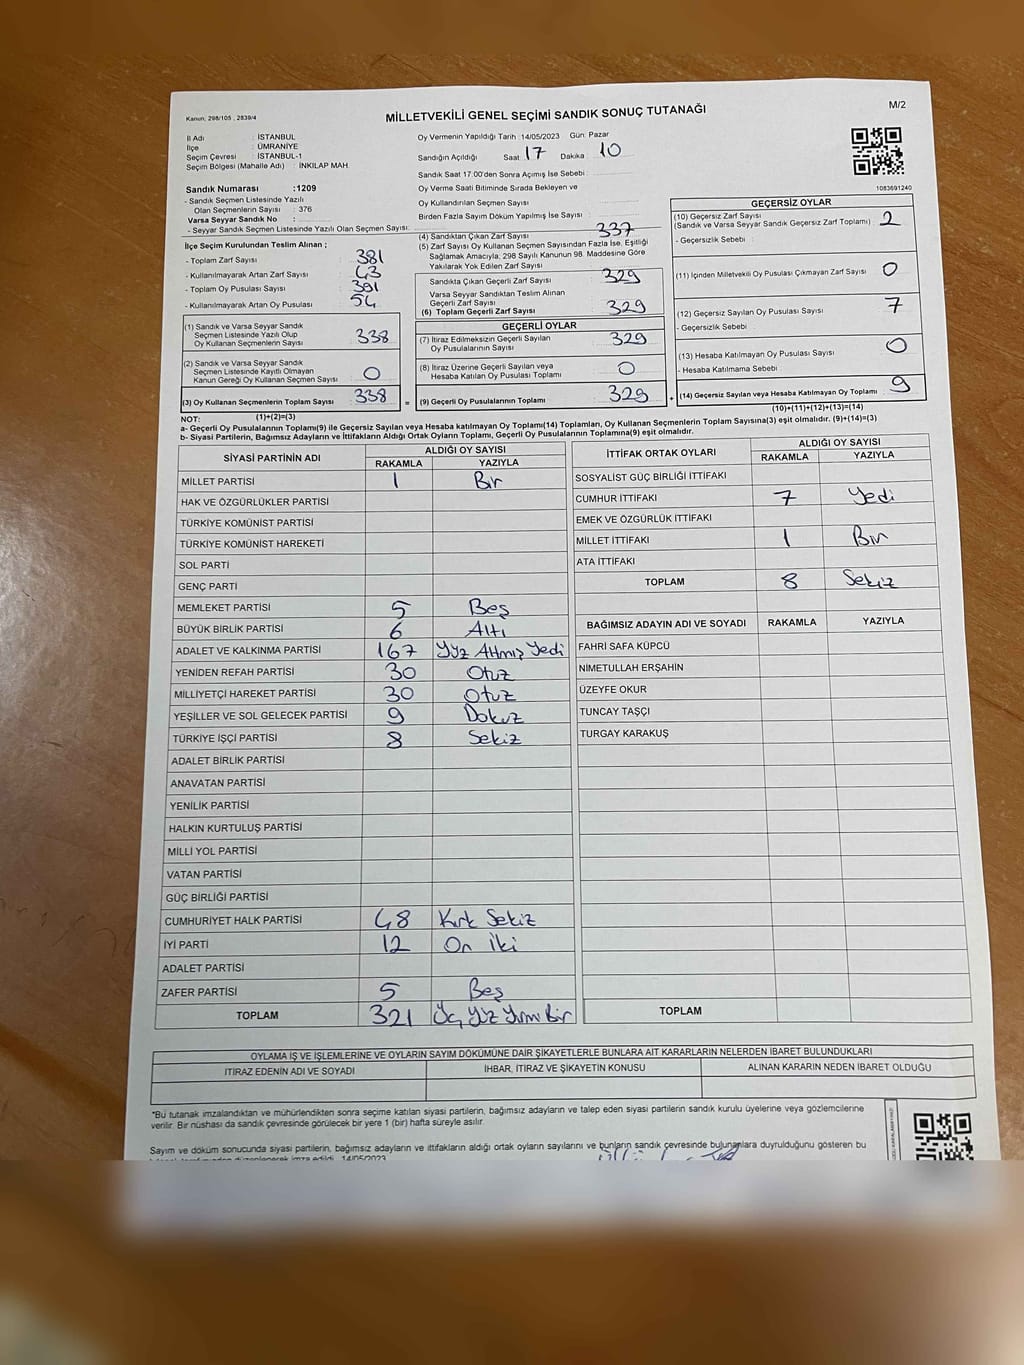 Kanun; 298/105 , 2839/4
MİLLETVEKİLİ GENEL SEÇİMİ SANDIK SONUÇ TUTANAĞI
M/2
İl Adı : İSTANBUL
İlçe : ÜMRANİYE
Seçim Çevresi : İSTANBUL-1
Seçim Bölgesi (Mahalle Adı) : İNKILAP MAH.
Sandık Numarası :1209
- Sandık Seçmen Listesinde Yazılı
Olan Seçmenlerin Sayısı : 376
Varsa Seyyar Sandık No :
- Seyyar Sandık Seçmen Listesinde Yazılı Olan Seçmen Sayısı:
Oy Vermenin Yapıldığı Tarih :14/05/2023 Gün: Pazar
Sandığın Açıldığı Saat: 17 Dakika : 10
Sandık Saat 17.00'den Sonra Açılmış İse Sebebi :
Oy Verme Saati Bitiminde Sırada Bekleyen ve
Oy Kullandırılan Seçmen Sayısı :
Birden Fazla Sayım Döküm Yapılmış İse Sayısı :
1083691240
İlçe Seçim Kurulundan Teslim Alınan ;
- Toplam Zarf Sayısı : 381
- Kullanılmayarak Artan Zarf Sayısı : 43
- Toplam Oy Pusulası Sayısı : 391
- Kullanılmayarak Artan Oy Pusulası : 54
(1) Sandık ve Varsa Seyyar Sandık
Seçmen Listesinde Yazılı Olup
Oy Kullanan Seçmenlerin Sayısı 338
(2) Sandık ve Varsa Seyyar Sandık
Seçmen Listesinde Kayıtlı Olmayan
Kanun Gereği Oy Kullanan Seçmen Sayısı 0
(3) Oy Kullanan Seçmenlerin Toplam Sayısı 338
(1)+(2)=(3)
(4) Sandıktan Çıkan Zarf Sayısı 337
(5) Zarf Sayısı Oy Kullanan Seçmen Sayısından Fazla İse, Eşitliği
Sağlamak Amacıyla, 298 Sayılı Kanunun 98. Maddesine Göre
Yakılarak Yok Edilen Zarf Sayısı
Sandıkta Çıkan Geçerli Zarf Sayısı 329
Varsa Seyyar Sandıktan Teslim Alınan
Geçerli Zarf Sayısı
(6) Toplam Geçerli Zarf Sayısı 329
GEÇERLİ OYLAR
(7) İtiraz Edilmeksizin Geçerli Sayılan
Oy Pusulalarının Sayısı 329
(8) İtiraz Üzerine Geçerli Sayılan veya
Hesaba Katılan Oy Pusulası Toplamı 0
= (9) Geçerli Oy Pusulalarının Toplamı 329
GEÇERSİZ OYLAR
(10) Geçersiz Zarf Sayısı
(Sandık ve Varsa Seyyar Sandık Geçersiz Zarf Toplamı) 2
- Geçersizlik Sebebi :
(11) İçinden Milletvekili Oy Pusulası Çıkmayan Zarf Sayısı 0
(12) Geçersiz Sayılan Oy Pusulası Sayısı 7
- Geçersizlik Sebebi :
(13) Hesaba Katılmayan Oy Pusulası Sayısı 0
- Hesaba Katılmama Sebebi :
+ (14) Geçersiz Sayılan veya Hesaba Katılmayan Oy Toplamı 9
(10)+(11)+(12)+(13)=(14)
NOT:
a- Geçerli Oy Pusulalarının Toplamı(9) ile Geçersiz Sayılan veya Hesaba katılmayan Oy Toplamı(14) Toplamları, Oy Kullanan Seçmenlerin Toplam Sayısına(3) eşit olmalıdır. (9)+(14)=(3)
b- Siyasi Partilerin, Bağımsız Adayların ve İttifakların Aldığı Ortak Oyların Toplamı, Geçerli Oy Pusulalarının Toplamına(9) eşit olmalıdır.
SİYASİ PARTİNİN ADI ALDIĞI OY SAYISI
RAKAMLA YAZIYLA
MİLLET PARTİSİ 1 Bir
HAK VE ÖZGÜRLÜKLER PARTİSİ
TÜRKİYE KOMÜNİST PARTİSİ
TÜRKİYE KOMÜNİST HAREKETİ
SOL PARTİ
GENÇ PARTİ
MEMLEKET PARTİSİ 5 Beş
BÜYÜK BİRLİK PARTİSİ 6 Altı
ADALET VE KALKINMA PARTİSİ 167 Yüz Altmış Yedi
YENİDEN REFAH PARTİSİ 30 Otuz
MİLLİYETÇİ HAREKET PARTİSİ 30 Otuz
YEŞİLLER VE SOL GELECEK PARTİSİ 9 Dokuz
TÜRKİYE İŞÇİ PARTİSİ 8 Sekiz
ADALET BİRLİK PARTİSİ
ANAVATAN PARTİSİ
YENİLİK PARTİSİ
HALKIN KURTULUŞ PARTİSİ
MİLLİ YOL PARTİSİ
VATAN PARTİSİ
GÜÇ BİRLİĞİ PARTİSİ
CUMHURİYET HALK PARTİSİ 48 Kırk Sekiz
İYİ PARTİ 12 On İki
ADALET PARTİSİ
ZAFER PARTİSİ 5 Beş
TOPLAM 321 Üç Yüz Yirmi Bir
İTTİFAK ORTAK OYLARI ALDIĞI OY SAYISI
RAKAMLA YAZIYLA
SOSYALİST GÜÇ BİRLİĞİ İTTİFAKI
CUMHUR İTTİFAKI 7 Yedi
EMEK VE ÖZGÜRLÜK İTTİFAKI
MİLLET İTTİFAKI 1 Bir
ATA İTTİFAKI
TOPLAM 8 Sekiz
BAĞIMSIZ ADAYIN ADI VE SOYADI RAKAMLA YAZIYLA
FAHRİ SAFA KÜPCÜ
NİMETULLAH ERŞAHİN
ÜZEYFE OKUR
TUNCAY TAŞÇI
TURGAY KARAKUŞ
TOPLAM
OYLAMA İŞ VE İŞLEMLERİNE VE OYLARIN SAYIM DÖKÜMÜNE DAİR ŞİKAYETLERLE BUNLARA AİT KARARLARIN NELERDEN İBARET BULUNDUKLARI
İTİRAZ EDENİN ADI VE SOYADI İHBAR, İTİRAZ VE ŞİKAYETİN KONUSU ALINAN KARARIN NEDEN İBARET OLDUĞU
*Bu tutanak imzalandıktan ve mühürlendikten sonra seçime katılan siyasi partilerin, bağımsız adayların ve talep eden siyasi partilerin sandık kurulu üyelerine veya gözlemcilerine
verilir. Bir nüshası da sandık çevresinde görülecek bir yere 1 (bir) hafta süreyle asılır.
Sayım ve döküm sonucunda siyasi partilerin, bağımsız adayların ve ittifakların aldığı ortak oyların sayılarını ve bunların sandık çevresinde bulunanlara duyrulduğunu gösteren bu
14/05/2023